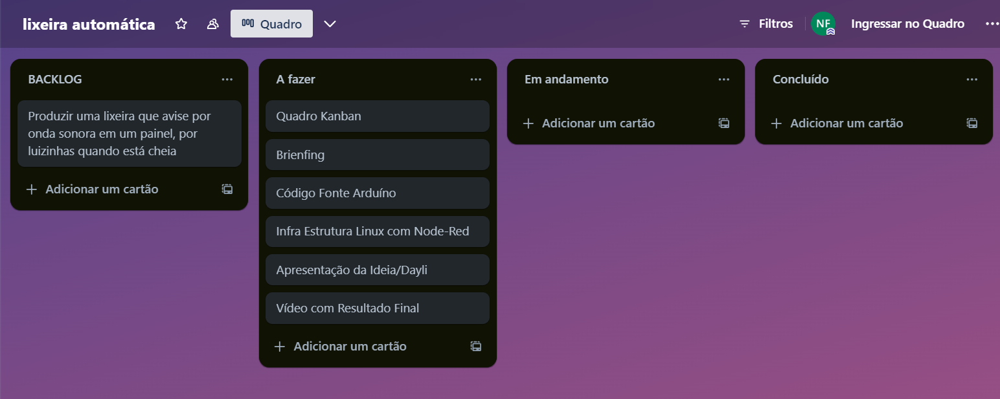 lixeira automática
Quadro
Filtros
NF
Ingressar no Quadro
BACKLOG
Produzir uma lixeira que avise por
onda sonora em um painel, por
luizinhas quando está cheia
Adicionar um cartão
A fazer
Quadro Kanban
Brienfing
Código Fonte Arduíno
Infra Estrutura Linux com Node-Red
Apresentação da Ideia/Dayli
Vídeo com Resultado Final
Adicionar um cartão
Em andamento
Adicionar um cartão
Concluído
Adicionar um cartão